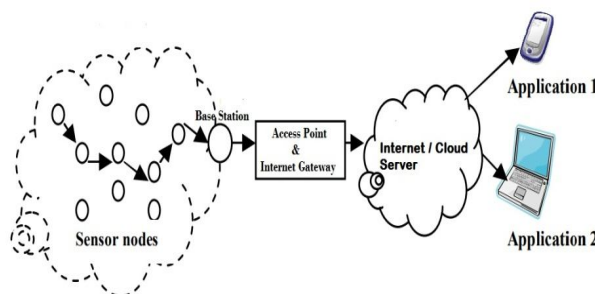 Base Station
Sensor nodes
Access Point
&
Internet Gateway
Internet / Cloud
Server
Application 1
Application 2